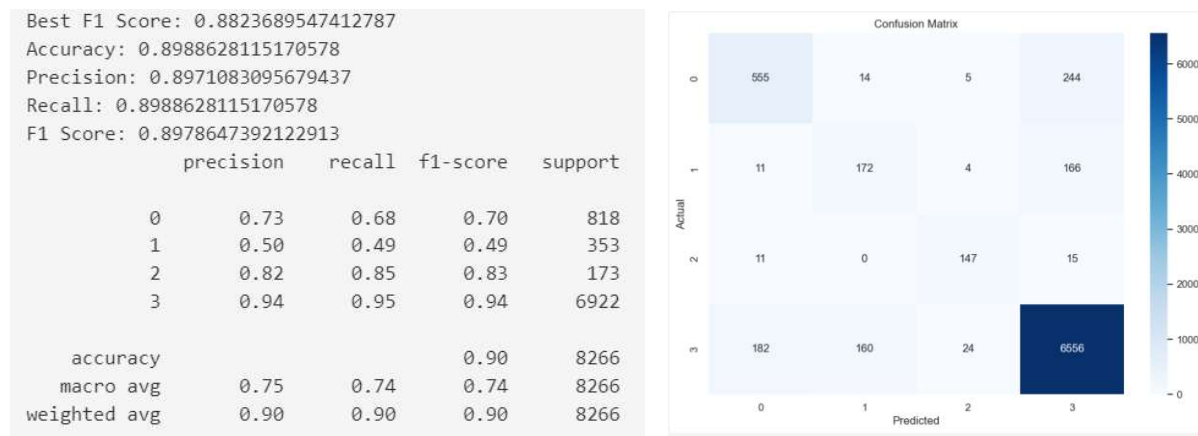 Best F1 Score: 0.8823689547412787
Accuracy: 0.8988628115170578
Precision: 0.8971083095679437
Recall: 0.8988628115170578
F1 Score: 0.8978647392122913
precision recall f1-score support
0 0.73 0.68 0.70 818
1 0.50 0.49 0.49 353
2 0.82 0.85 0.83 173
3 0.94 0.95 0.94 6922
accuracy 0.90 8266
macro avg 0.75 0.74 0.74 8266
weighted avg 0.90 0.90 0.90 8266
Confusion Matrix
0 555 14 5 244
1 11 172 4 166
2 11 0 147 15
3 182 160 24 6556
0 1 2 3
Actual
Predicted
6000
5000
4000
3000
2000
1000
0